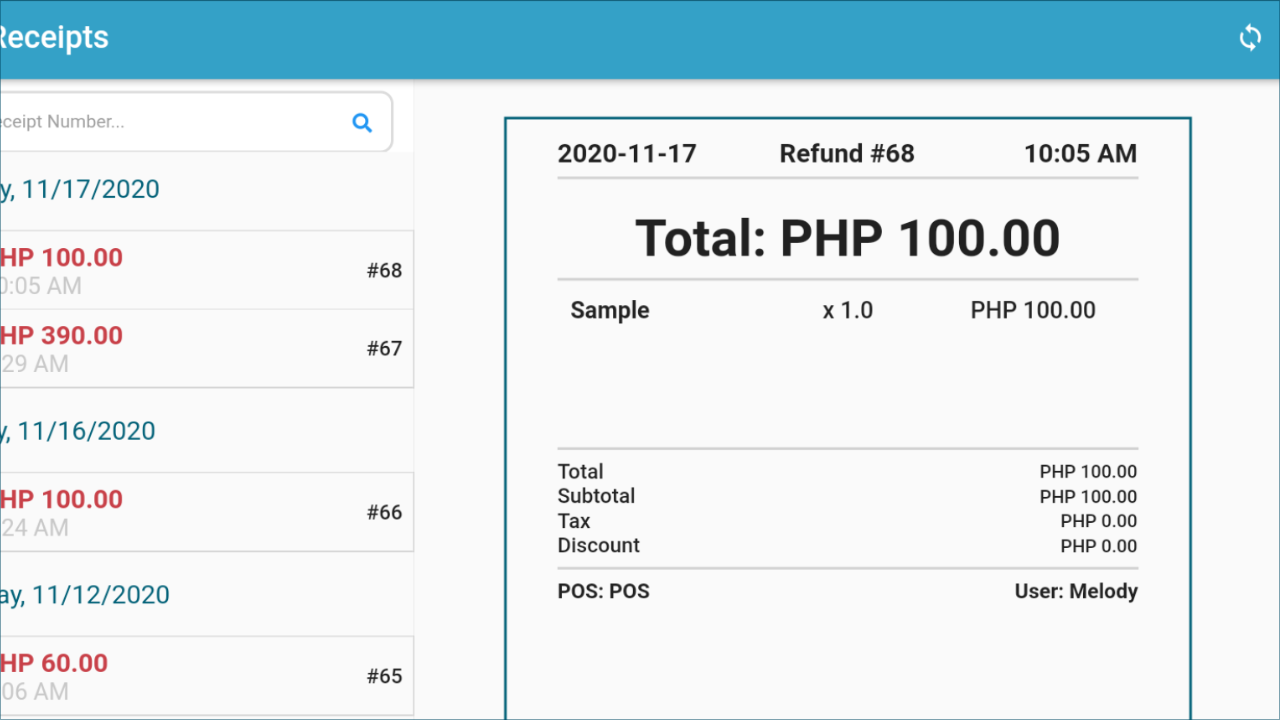 Receipts
eceipt Number...
y, 11/17/2020
HP 100.00
0:05 AM
#68
HP 390.00
29 AM
#67
y, 11/16/2020
HP 100.00
24 AM
#66
ay, 11/12/2020
HP 60.00
06 AM
#65
2020-11-17 Refund #68 10:05 AM
Total: PHP 100.00
Sample x 1.0 PHP 100.00
Total PHP 100.00
Subtotal PHP 100.00
Tax PHP 0.00
Discount PHP 0.00
POS: POS User: Melody